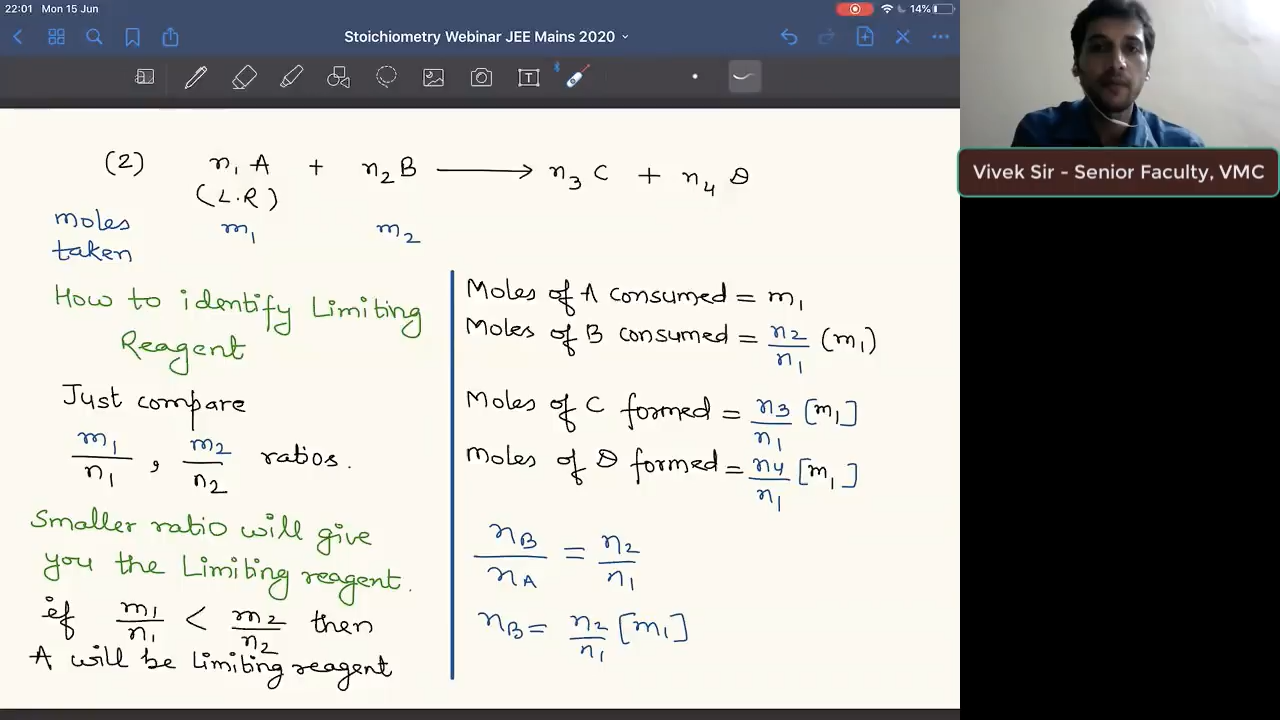 22:01 Mon 15 Jun
14%
Stoichiometry Webinar JEE Mains 2020
T
Vivek Sir - Senior Faculty, VMC
(2) n₁ A + n₂ B ⟶ n₃ C + n₄ D
(L.R)
moles m₁ m₂
taken
How to identify Limiting
Reagent
Just compare
m₁/n₁ , m₂/n₂ ratios.
Smaller ratio will give
you the Limiting reagent.
if m₁/n₁ < m₂/n₂ then
A will be Limiting reagent
Moles of A consumed = m₁
Moles of B consumed = n₂/n₁ (m₁)
Moles of C formed = n₃/n₁ [m₁]
Moles of D formed = n₄/n₁ [m₁]
n_B/n_A = n₂/n₁
n_B = n₂/n₁ [m₁]